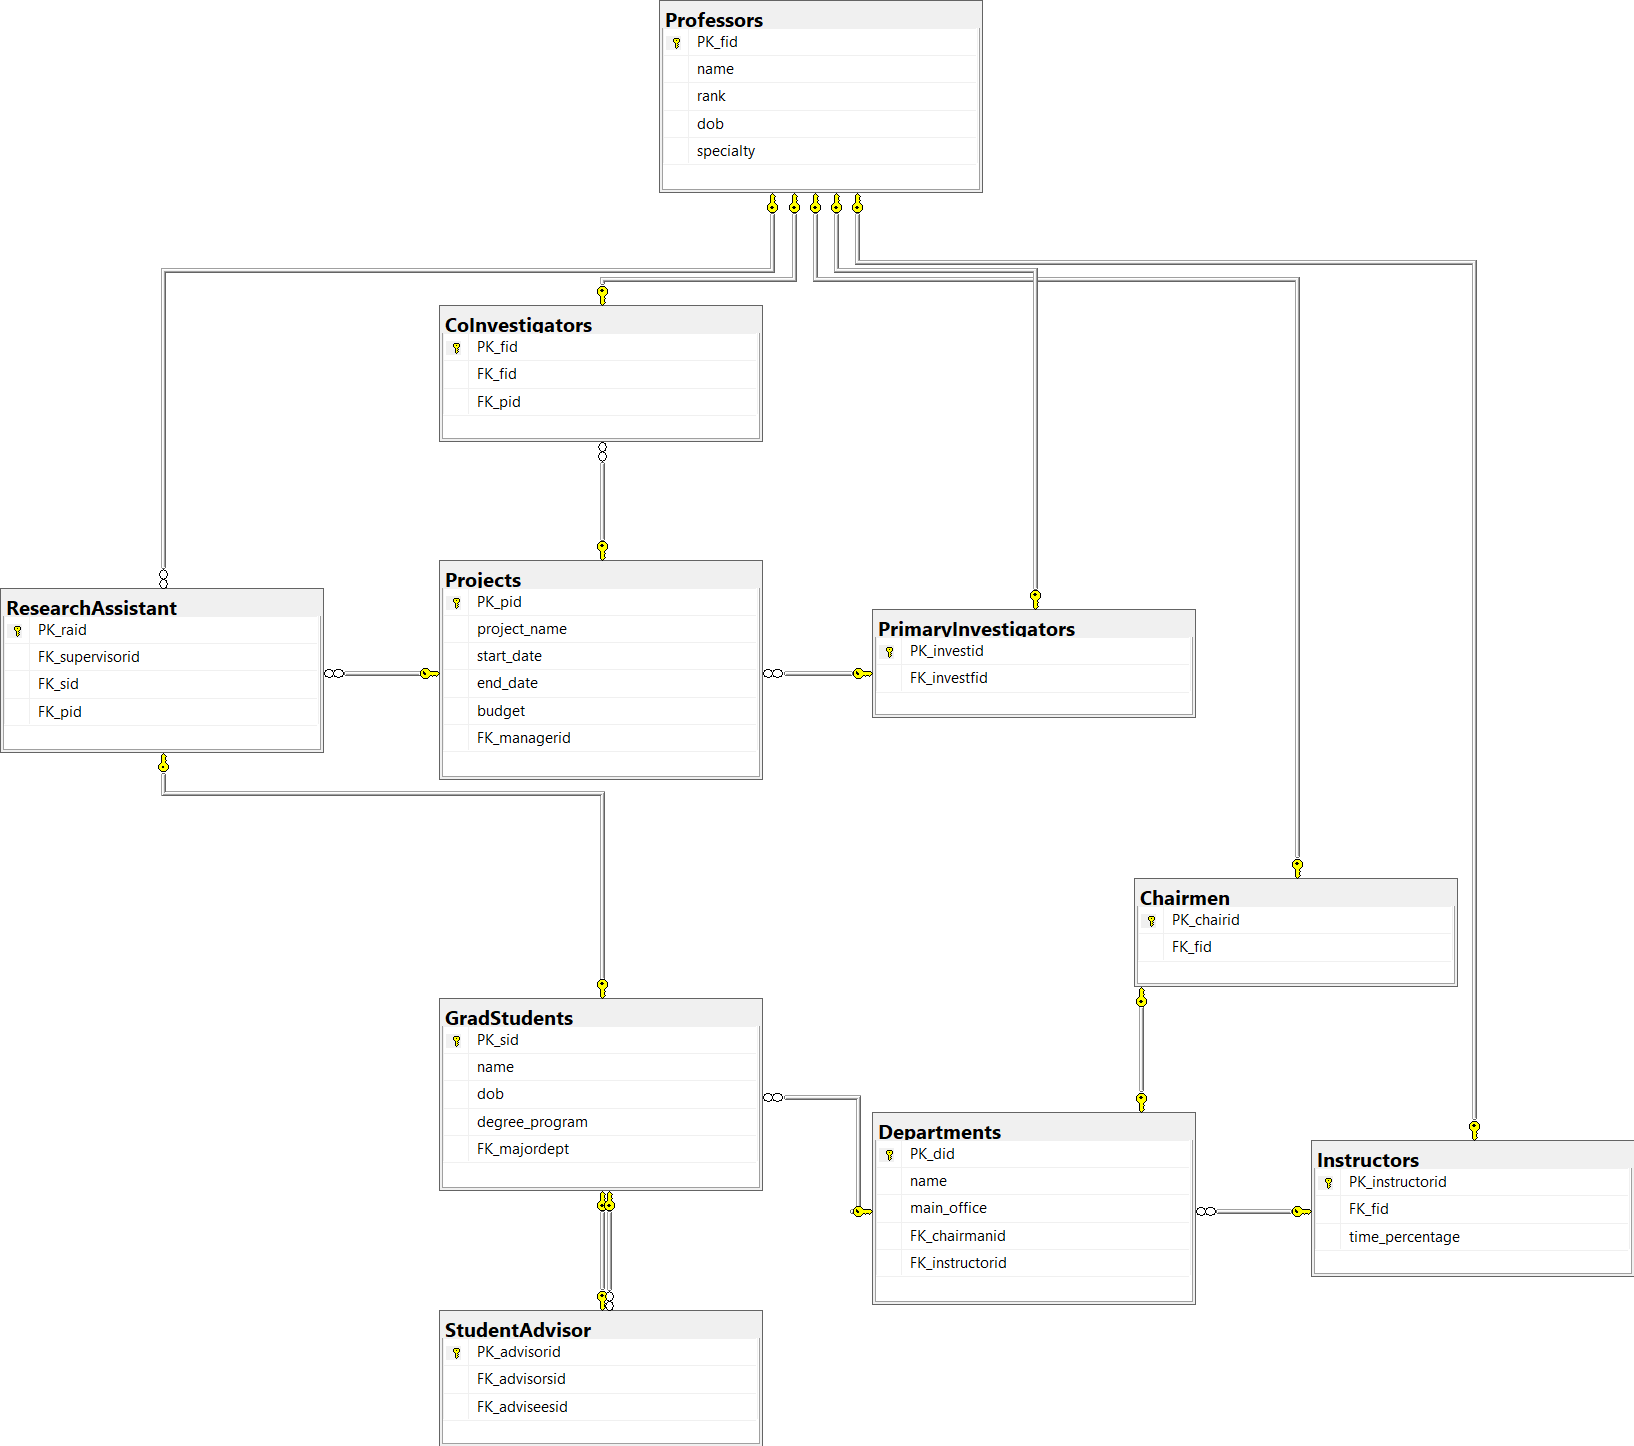 Professors
PK_fid
name
rank
dob
specialty
CoInvestigators
PK_fid
FK_fid
FK_pid
Projects
PK_pid
project_name
start_date
end_date
budget
FK_managerid
ResearchAssistant
PK_raid
FK_supervisorid
FK_sid
FK_pid
PrimaryInvestigators
PK_investid
FK_investfid
Chairmen
PK_chairid
FK_fid
GradStudents
PK_sid
name
dob
degree_program
FK_majordept
Departments
PK_did
name
main_office
FK_chairmanid
FK_instructorid
Instructors
PK_instructorid
FK_fid
time_percentage
StudentAdvisor
PK_advisorid
FK_advisorsid
FK_adviseesid